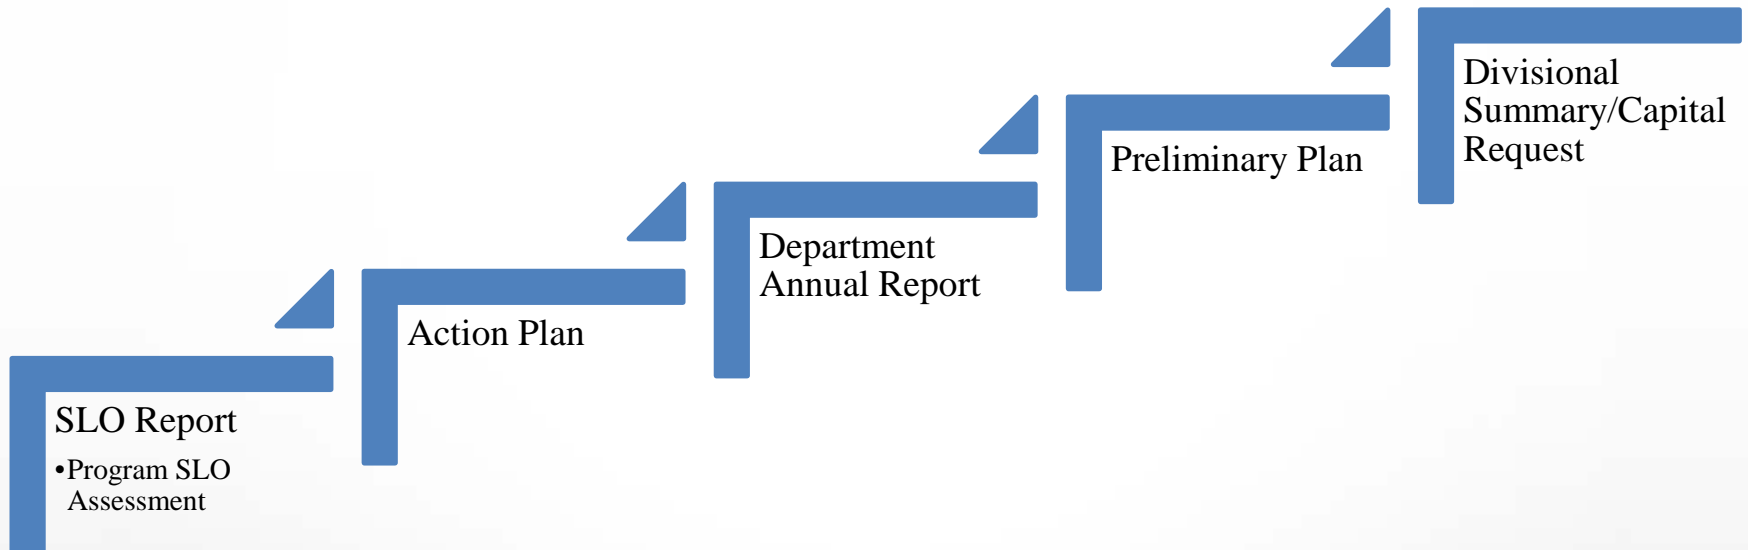 SLO Report
•Program SLO
Assessment
Action Plan
Department
Annual Report
Preliminary Plan
Divisional
Summary/Capital
Request